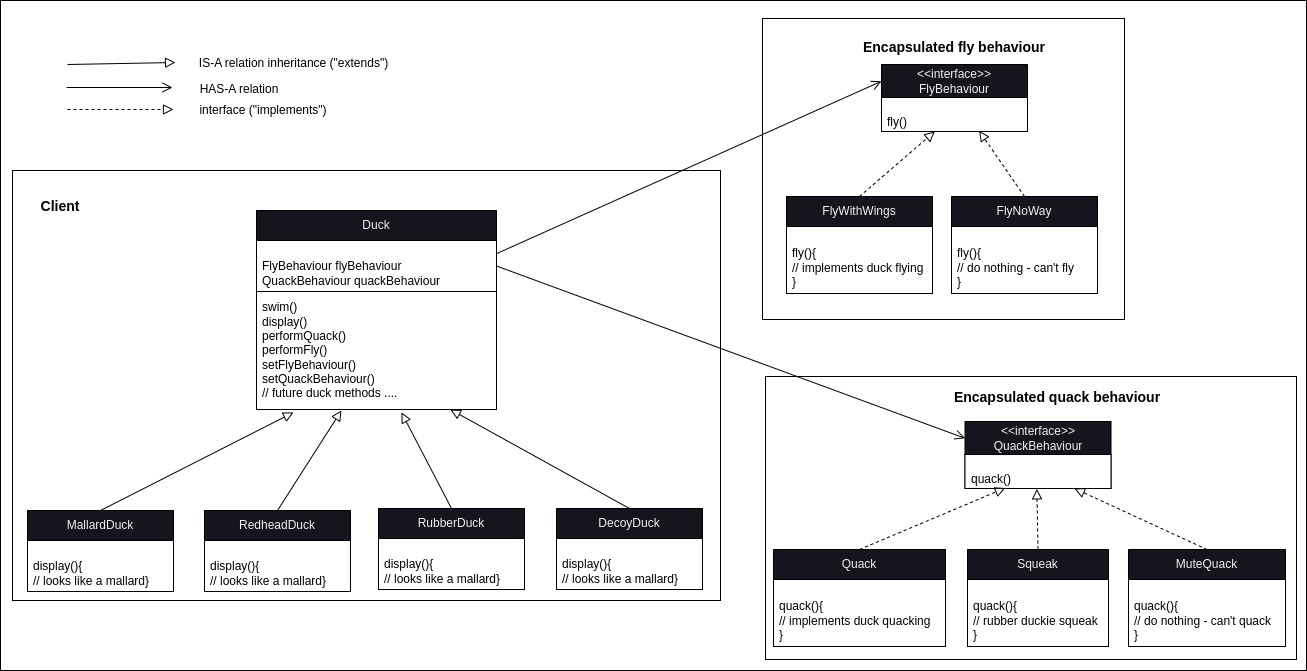 IS-A relation inheritance ("extends")
HAS-A relation
interface ("implements")
Client
Duck
FlyBehaviour flyBehaviour
QuackBehaviour quackBehaviour
swim()
display()
performQuack()
performFly()
setFlyBehaviour()
setQuackBehaviour()
// future duck methods ....
MallardDuck
display(){
// looks like a mallard}
RedheadDuck
display(){
// looks like a mallard}
RubberDuck
display(){
// looks like a mallard}
DecoyDuck
display(){
// looks like a mallard}
Encapsulated fly behaviour
<<interface>>
FlyBehaviour
fly()
FlyWithWings
fly(){
// implements duck flying
}
FlyNoWay
fly(){
// do nothing - can't fly
}
Encapsulated quack behaviour
<<interface>>
QuackBehaviour
quack()
Quack
quack(){
// implements duck quacking
}
Squeak
quack(){
// rubber duckie squeak
}
MuteQuack
quack(){
// do nothing - can't quack
}